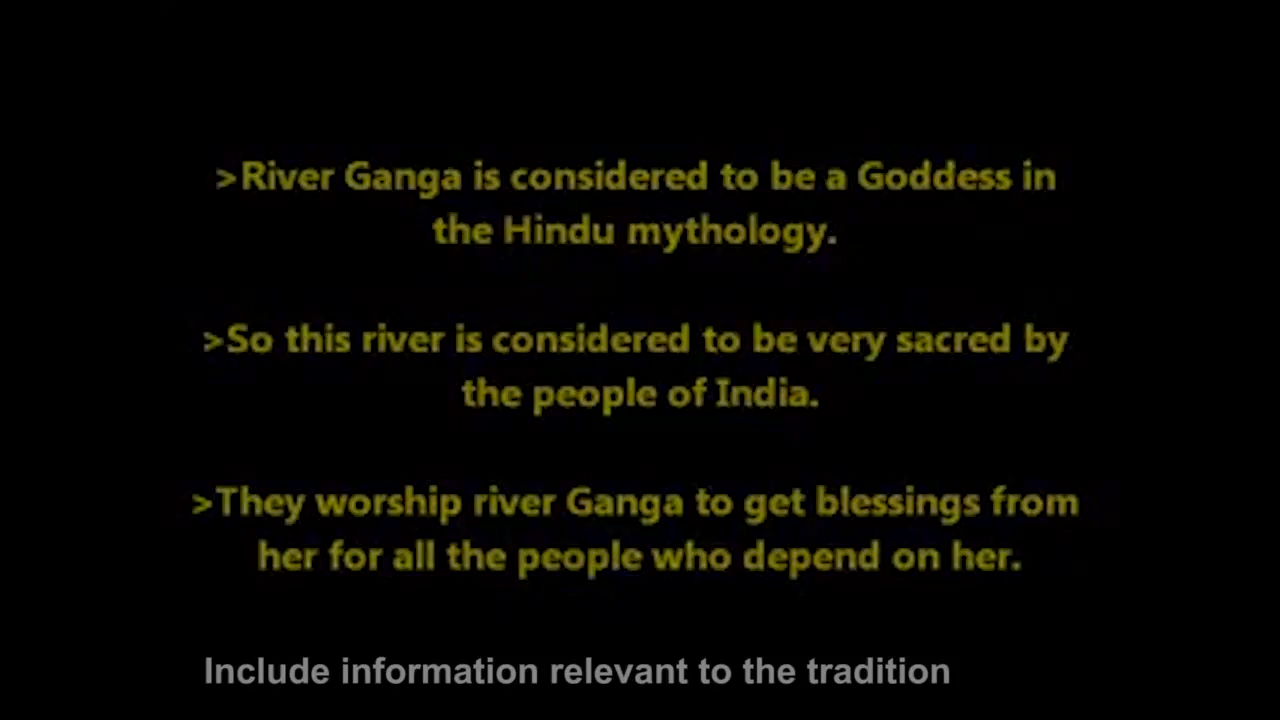 >River Ganga is considered to be a Goddess in
the Hindu mythology.
>So this river is considered to be very sacred by
the people of India.
>They worship river Ganga to get blessings from
her for all the people who depend on her.
Include information relevant to the tradition